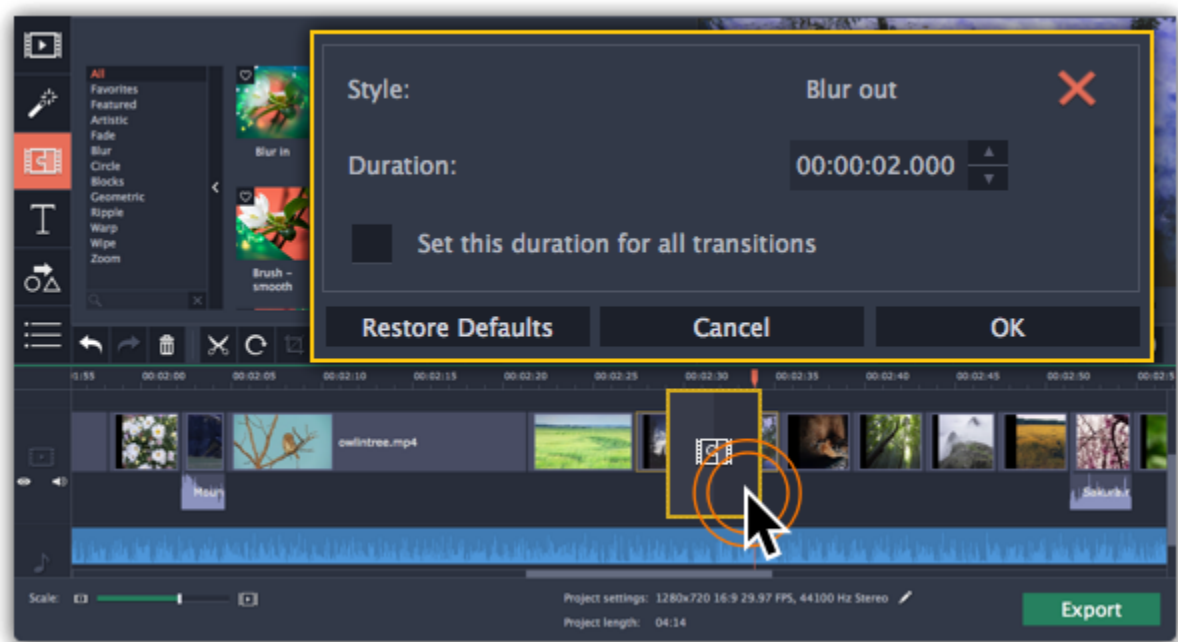 Style:
Blur out
Duration:
00:00:02.000
Set this duration for all transitions
Restore Defaults
Cancel
OK
All
Favorites
Featured
Artistic
Fade
Blur
Circle
Blocks
Geometric
Ripple
Warp
Wipe
Zoom
Blur in
Brush –
smooth
T
00:02:00 00:02:05 00:02:10 00:02:15 00:02:20 00:02:25 00:02:30 00:02:35 00:02:40 00:02:45 00:02:50
owlintree.mp4
Scale:
Project settings: 1280x720 16:9 29.97 FPS, 44100 Hz Stereo
Project length: 04:14
Export